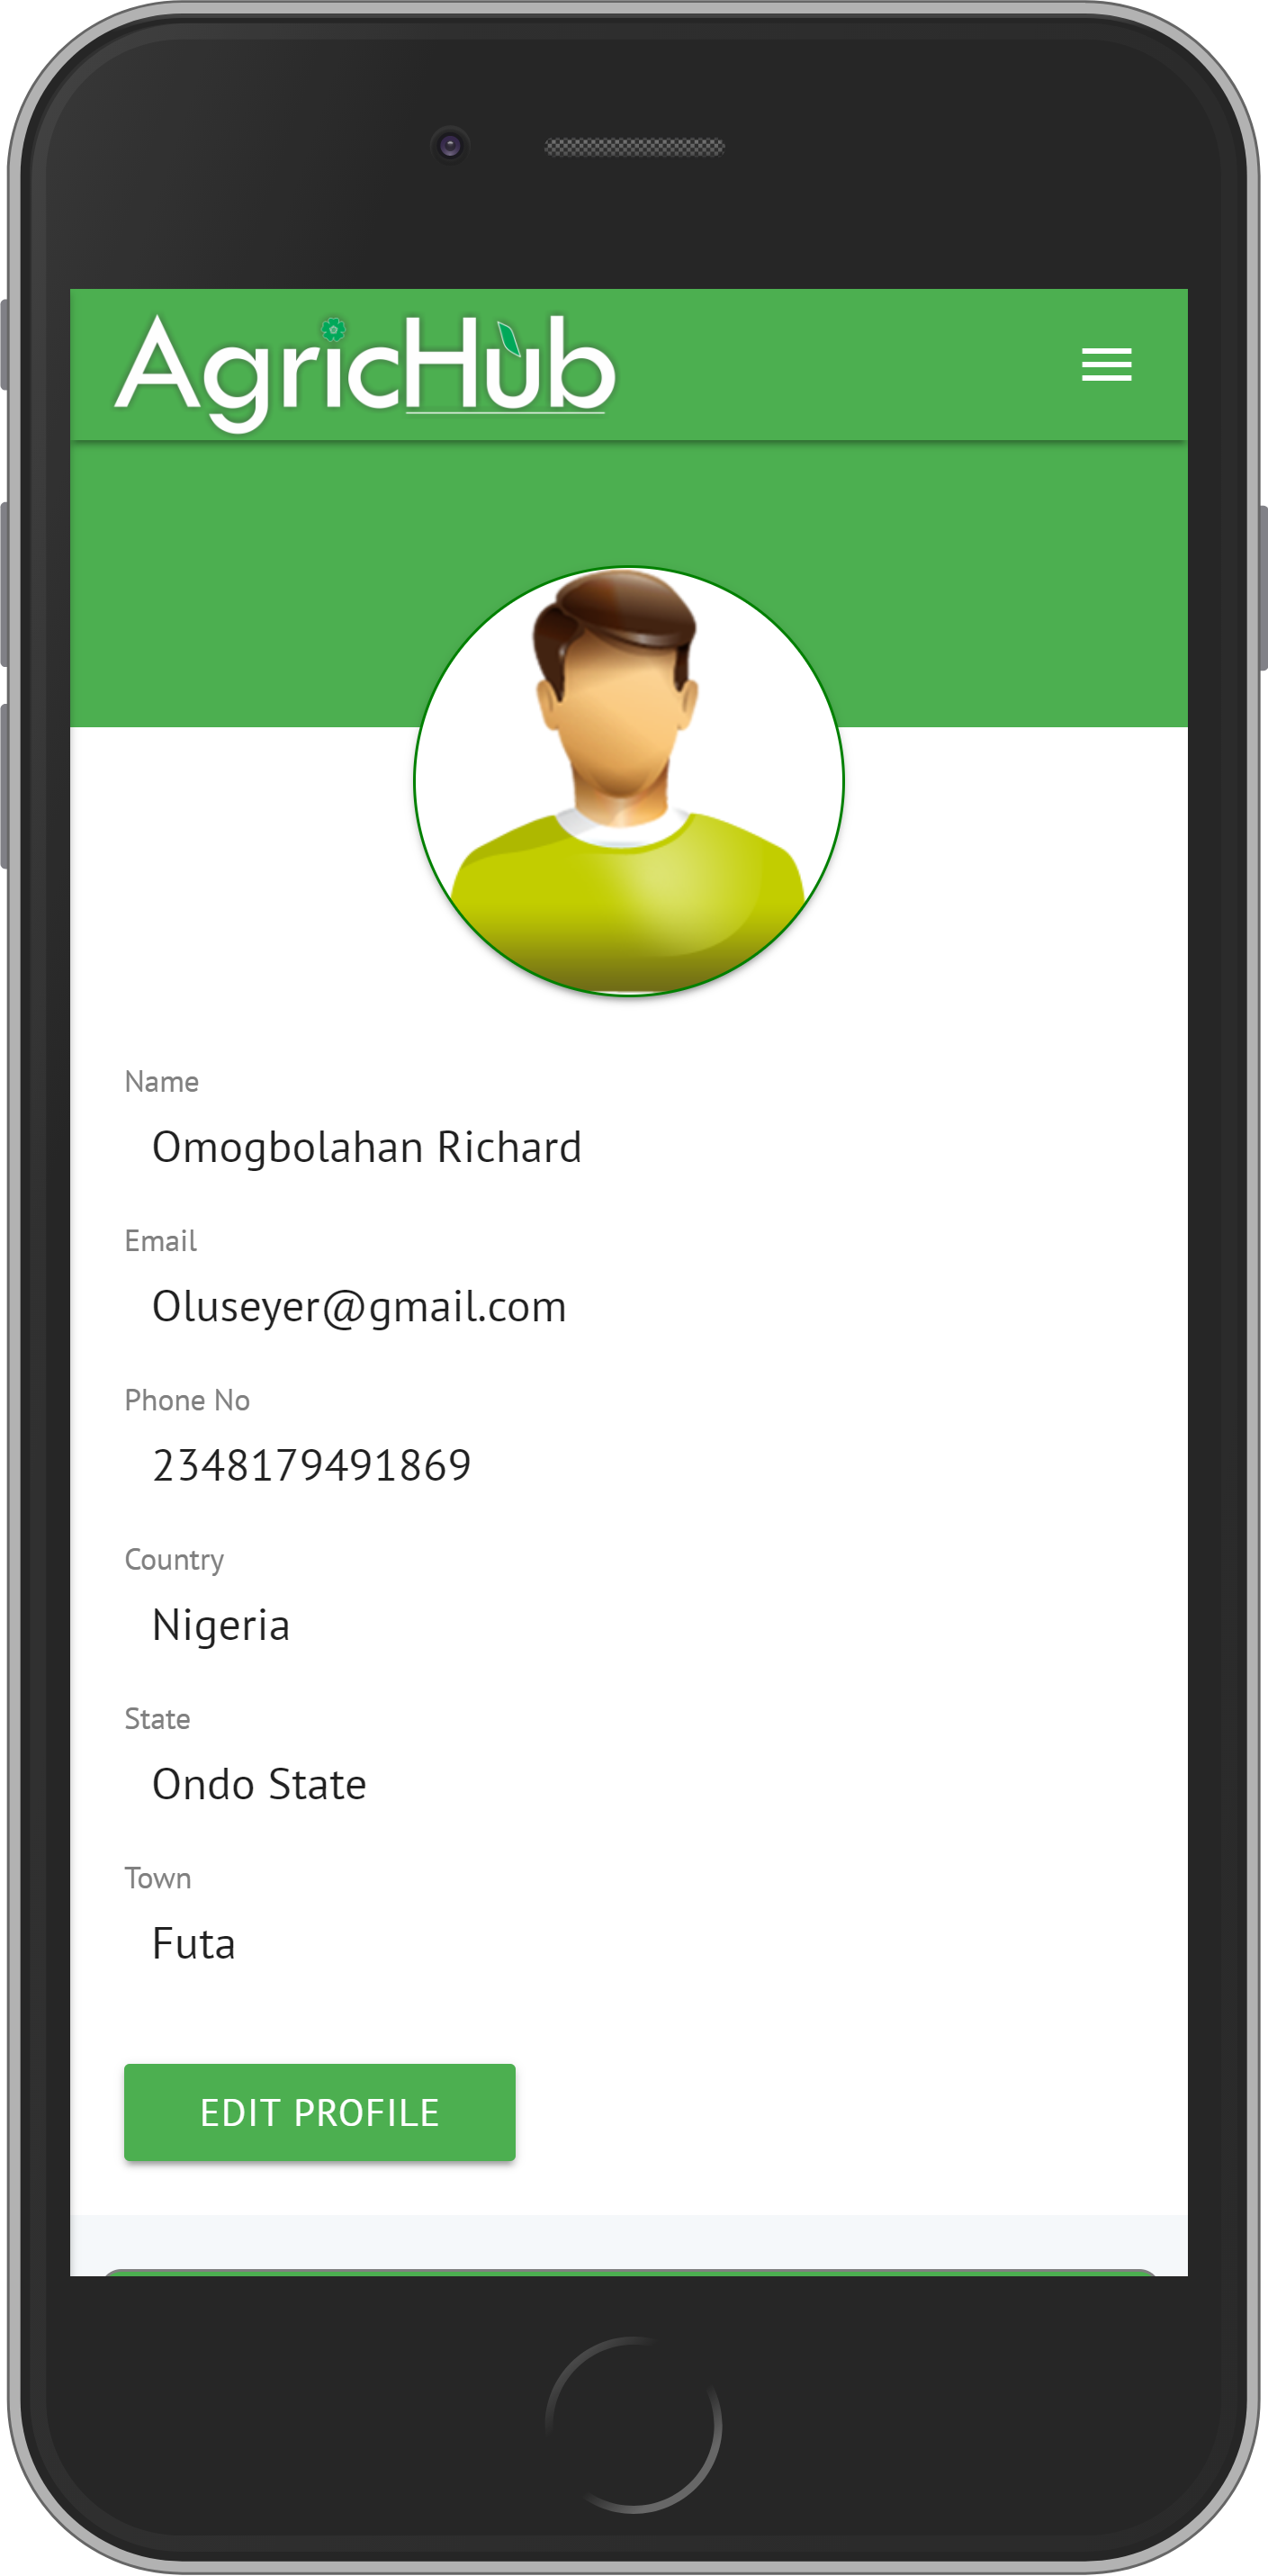 AgricHub
Name
Omogbolahan Richard
Email
Oluseyer@gmail.com
Phone No
2348179491869
Country
Nigeria
State
Ondo State
Town
Futa
EDIT PROFILE